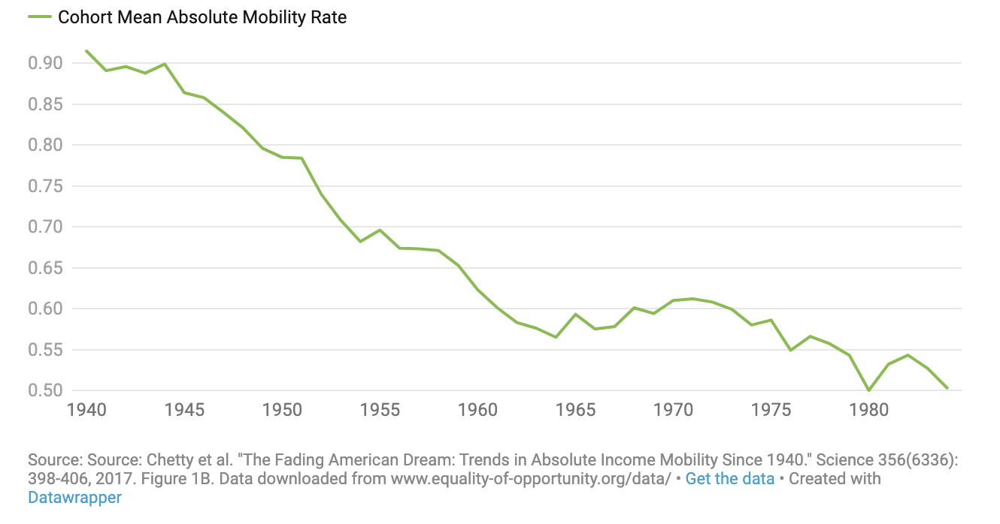 Cohort Mean Absolute Mobility Rate
0.90
0.85
0.80
0.75
0.70
0.65
0.60
0.55
0.50
1940 1945 1950 1955 1960 1965 1970 1975 1980
Source: Source: Chetty et al. "The Fading American Dream: Trends in Absolute Income Mobility Since 1940." Science 356(6336):
398-406, 2017. Figure 1B. Data downloaded from www.equality-of-opportunity.org/data/ • Get the data • Created with
Datawrapper